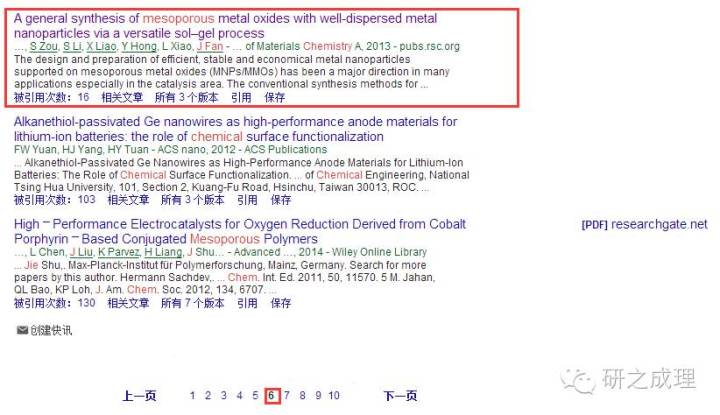 A general synthesis of mesoporous metal oxides with well-dispersed metal
nanoparticles via a versatile sol–gel process
…, S Zou, S Li, X Liao, Y Hong, L Xiao, J Fan - … of Materials Chemistry A, 2013 - pubs.rsc.org
The design and preparation of efficient, stable and economical metal nanoparticles
supported on mesoporous metal oxides (MNPs/MMOs) has been a major direction in many
applications especially in the catalysis area. The conventional synthesis methods for ...
被引用次数：16 相关文章 所有 3 个版本 引用 保存
Alkanethiol-passivated Ge nanowires as high-performance anode materials for
lithium-ion batteries: the role of chemical surface functionalization
FW Yuan, HJ Yang, HY Tuan - ACS nano, 2012 - ACS Publications
... Alkanethiol-Passivated Ge Nanowires as High-Performance Anode Materials for Lithium-Ion
Batteries: The Role of Chemical Surface Functionalization. ... of Chemical Engineering, National
Tsing Hua University, 101, Section 2, Kuang-Fu Road, Hsinchu, Taiwan 30013, ROC. ...
被引用次数：103 相关文章 所有 3 个版本 引用 保存
High‐Performance Electrocatalysts for Oxygen Reduction Derived from Cobalt
Porphyrin‐Based Conjugated Mesoporous Polymers
[PDF] researchgate.net
…, L Chen, J Liu, K Parvez, H Liang, J Shu… - Advanced …, 2014 - Wiley Online Library
... Jie Shu,. Max-Planck-Institut für Polymerforschung, Mainz, Germany. Search for more
papers by this author. Hermann Sachdev,. ... Chem. Int. Ed. 2011, 50, 11570. 5 M. Jahan,
QL Bao, KP Loh, J. Am. Chem. Soc. 2012, 134, 6707. ...
被引用次数：130 相关文章 所有 7 个版本 引用 保存
创建快讯
上一页 1 2 3 4 5 6 7 8 9 10 下一页
研之成理